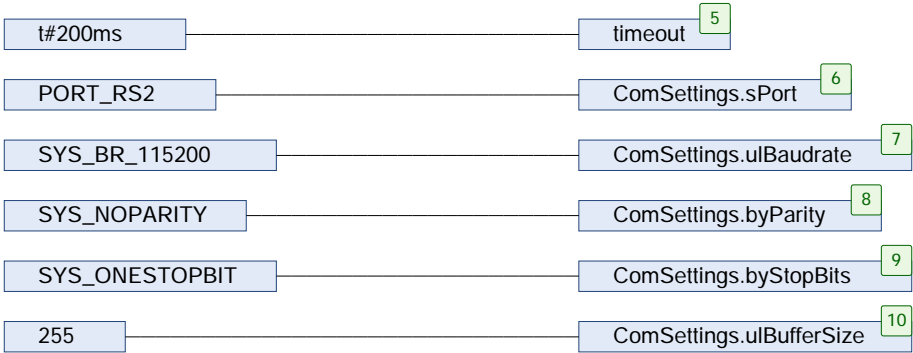 t#200ms timeout 5
PORT_RS2 ComSettings.sPort 6
SYS_BR_115200 ComSettings.ulBaudrate 7
SYS_NOPARITY ComSettings.byParity 8
SYS_ONESTOPBIT ComSettings.byStopBits 9
255 ComSettings.ulBufferSize 10